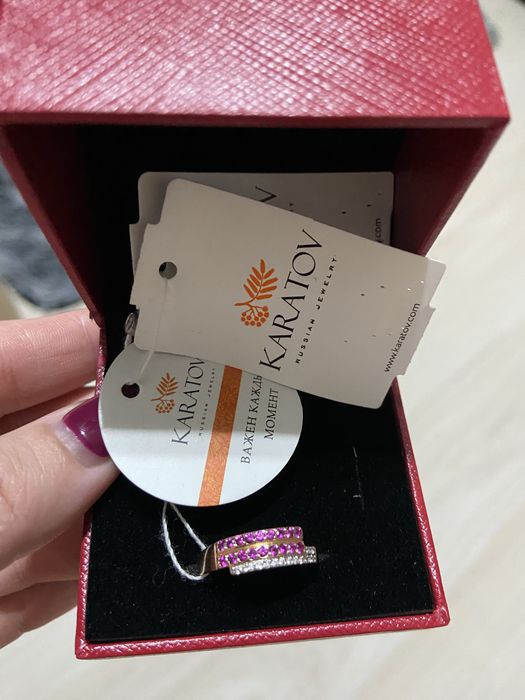 KARATOV
RUSSIAN JEWELRY
www.karatov.com
KARATOV
RUSSIAN JEWELRY
ВАЖЕН КАЖДЫ
МОМЕНТ
V